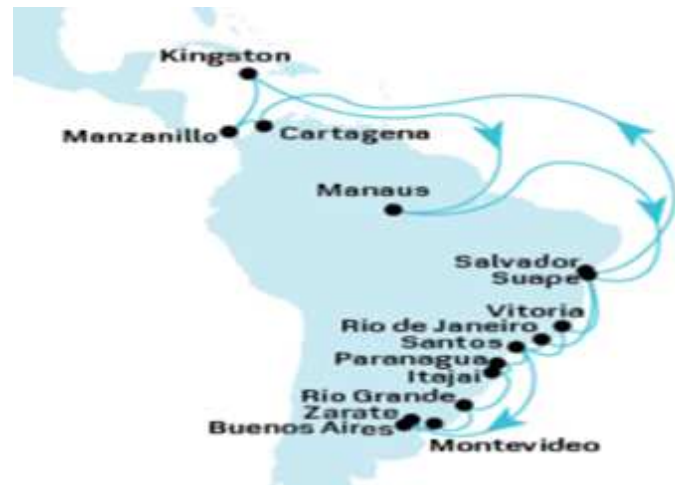 Kingston
Manzanillo
Cartagena
Manaus
Salvador
Suape
Vitoria
Rio de Janeiro
Santos
Paranagua
Itajai
Rio Grande
Zarate
Buenos Aires
Montevideo